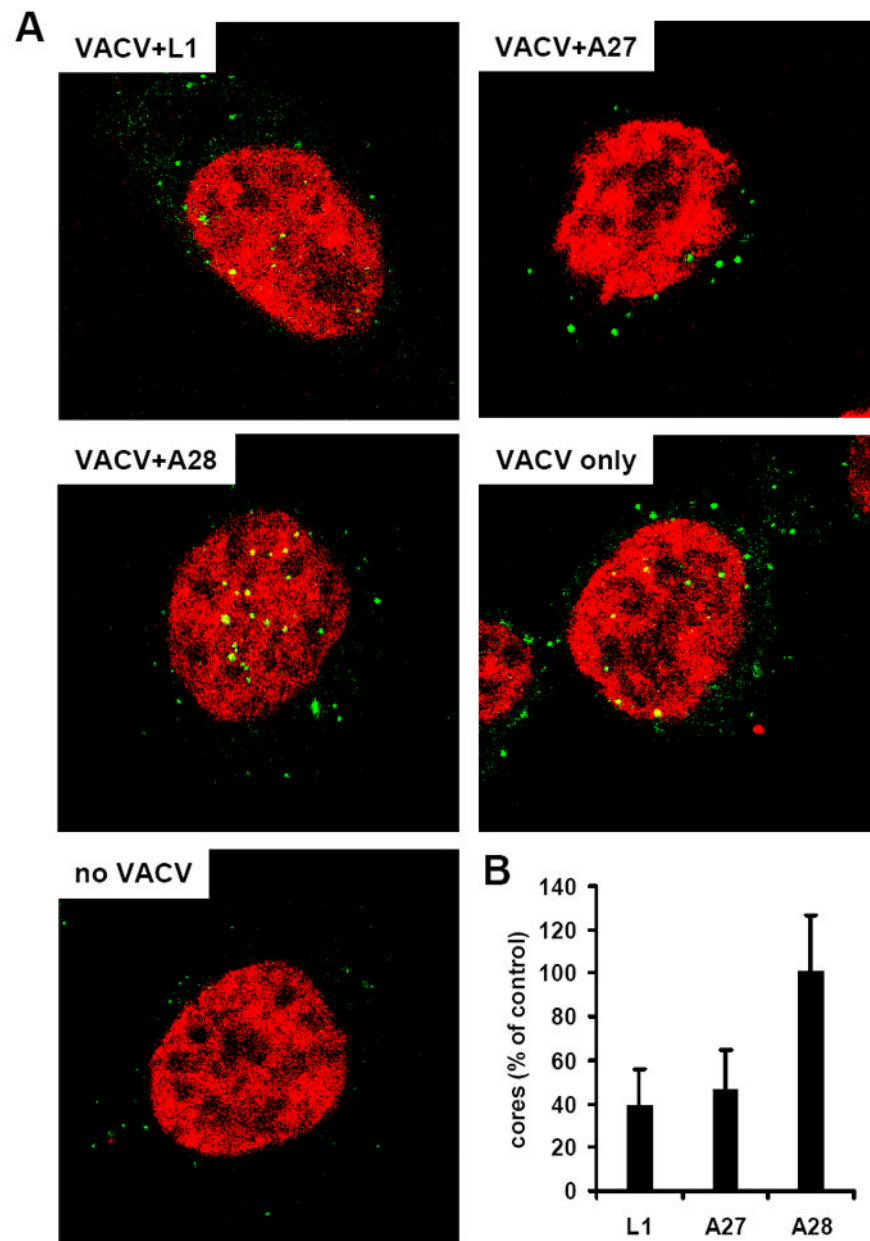 A
VACV+L1
VACV+A27
VACV+A28
VACV only
no VACV
B
cores (% of control)
140
120
100
80
60
40
20
0
L1 A27 A28